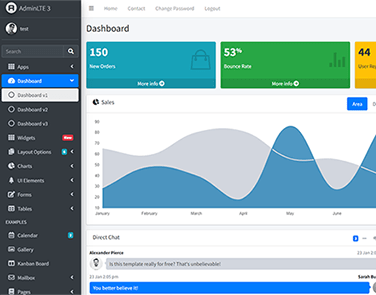 AdminLTE 3
test
Search
Apps
Dashboard
Dashboard v1
Dashboard v2
Dashboard v3
Widgets New
Layout Options
Charts
UI Elements
Forms
Tables
EXAMPLES
Calendar 2
Gallery
Kanban Board
Mailbox
Pages
Home Contact Change Password Logout
Dashboard
150
New Orders
More info
53%
Bounce Rate
More info
44
User Reg
Sales
Area
90
80
70
60
50
40
30
20
10
January February March April May June
Direct Chat
Alexander Pierce
23 Jan 2:00 pm
Is this template really for free? That's unbelievable!
Sarah Bu
23 Jan 2:05 pm
You better believe it!